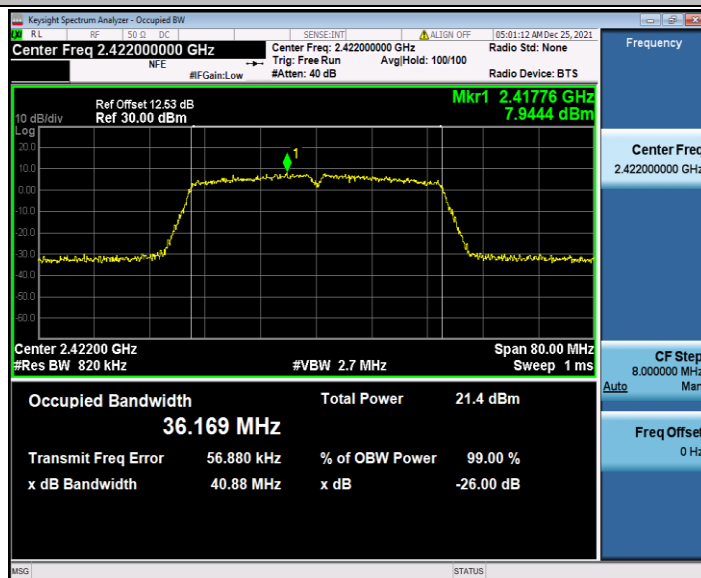 Keysight Spectrum Analyzer - Occupied BW
RL RF 50 Ω DC SENSE:INT ALIGN OFF 05:01:12 AM Dec 25, 2021
Center Freq 2.422000000 GHz
NFE
#IFGain:Low
Center Freq: 2.422000000 GHz
Trig: Free Run Avg|Hold: 100/100
#Atten: 40 dB
Radio Std: None
Radio Device: BTS
Ref Offset 12.53 dB
10 dB/div Ref 30.00 dBm
Mkr1 2.41776 GHz
7.9444 dBm
Log
20.0
10.0
0.00
-10.0
-20.0
-30.0
-40.0
-50.0
-60.0
1
Center 2.42200 GHz Span 80.00 MHz
#Res BW 820 kHz #VBW 2.7 MHz Sweep 1 ms
Occupied Bandwidth Total Power 21.4 dBm
36.169 MHz
Transmit Freq Error 56.880 kHz % of OBW Power 99.00 %
x dB Bandwidth 40.88 MHz x dB -26.00 dB
MSG STATUS
Frequency
Center Freq
2.422000000 GHz
CF Step
8.000000 MHz
Auto Man
Freq Offset
0 Hz